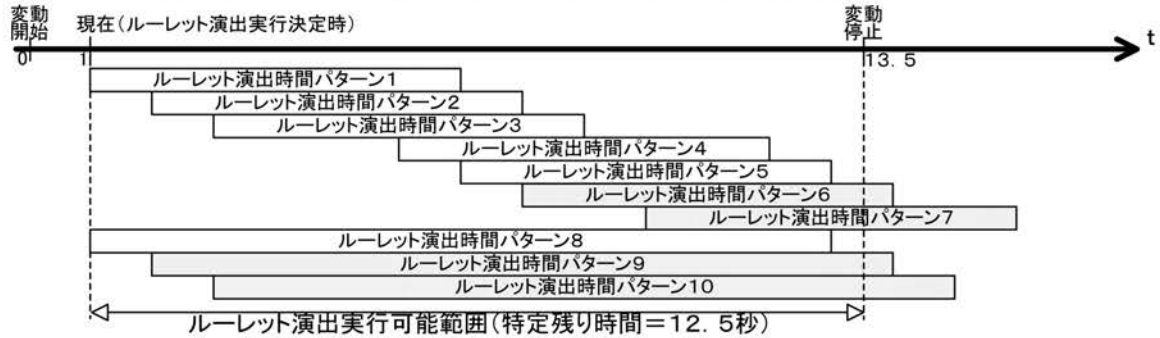 変動
開始
現在(ルーレット演出実行決定時)
変動
停止
t
0
1
13.5
ルーレット演出時間パターン1
ルーレット演出時間パターン2
ルーレット演出時間パターン3
ルーレット演出時間パターン4
ルーレット演出時間パターン5
ルーレット演出時間パターン6
ルーレット演出時間パターン7
ルーレット演出時間パターン8
ルーレット演出時間パターン9
ルーレット演出時間パターン10
ルーレット演出実行可能範囲(特定残り時間=12.5秒)